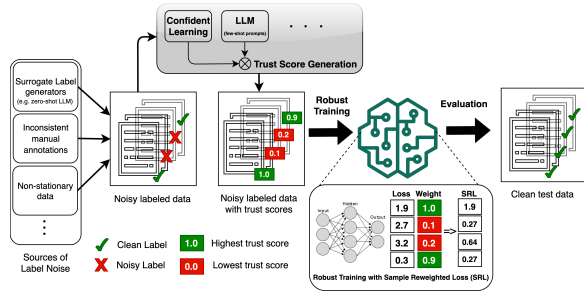 Confident
Learning
LLM
(few-shot prompts)
. . .
Trust Score Generation
Surrogate Label
generators
(e.g. zero-shot LLM)
Inconsistent
manual
annotations
Non-stationary
data
Sources of
Label Noise
Noisy labeled data
0.9
0.2
0.1
1.0
Noisy labeled data
with trust scores
Robust
Training
Evaluation
Clean test data
Clean Label
Noisy Label
1.0 Highest trust score
0.0 Lowest trust score
Input
Hidden
Output
Loss Weight SRL
1.9 1.0 1.9
2.7 0.1 0.27
3.2 0.2 => 0.64
0.3 0.9 0.27
Robust Training with Sample Reweighted Loss (SRL)